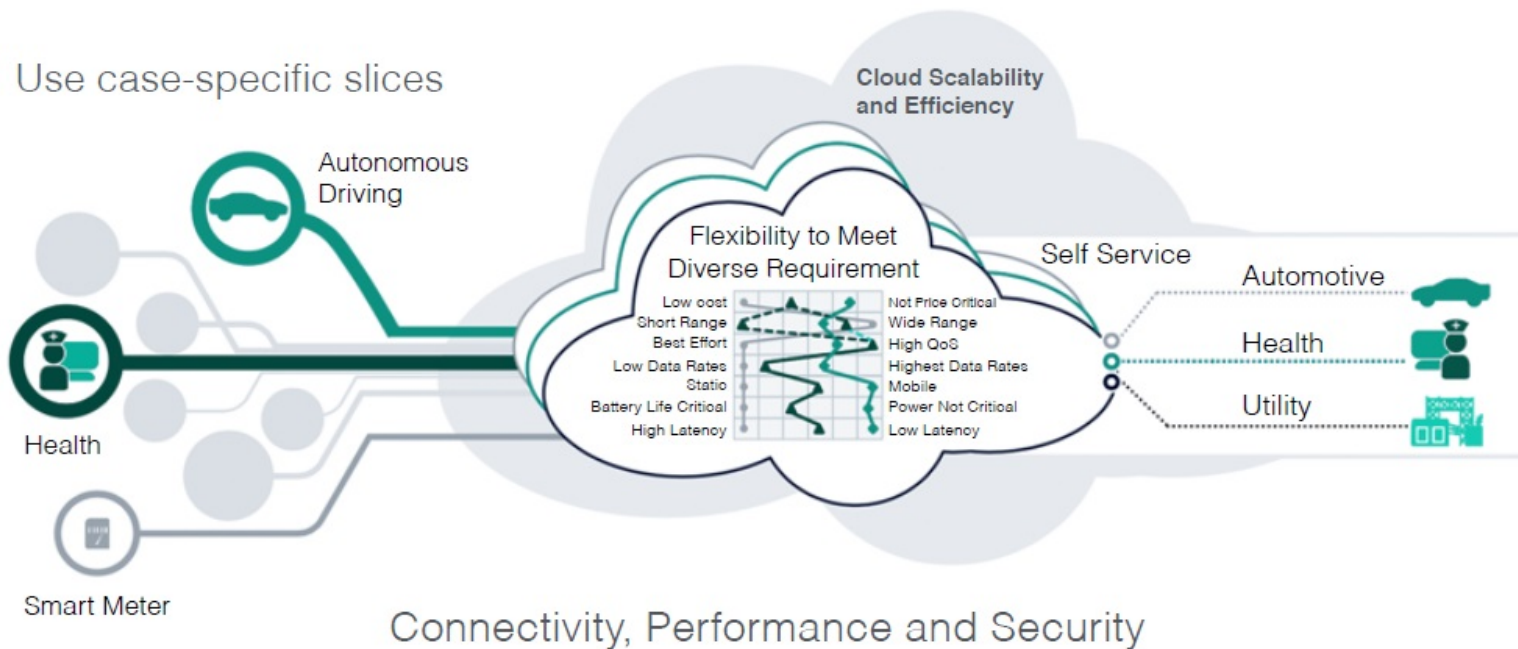 Use case-specific slices
Cloud Scalability
and Efficiency
Autonomous
Driving
Flexibility to Meet
Diverse Requirement
Self Service
Automotive
Low cost
Not Price Critical
Short Range
Wide Range
Best Effort
High QoS
Health
Low Data Rates
Highest Data Rates
Static
Mobile
Battery Life Critical
Power Not Critical
Utility
High Latency
Low Latency
Health
Smart Meter
Connectivity, Performance and Security